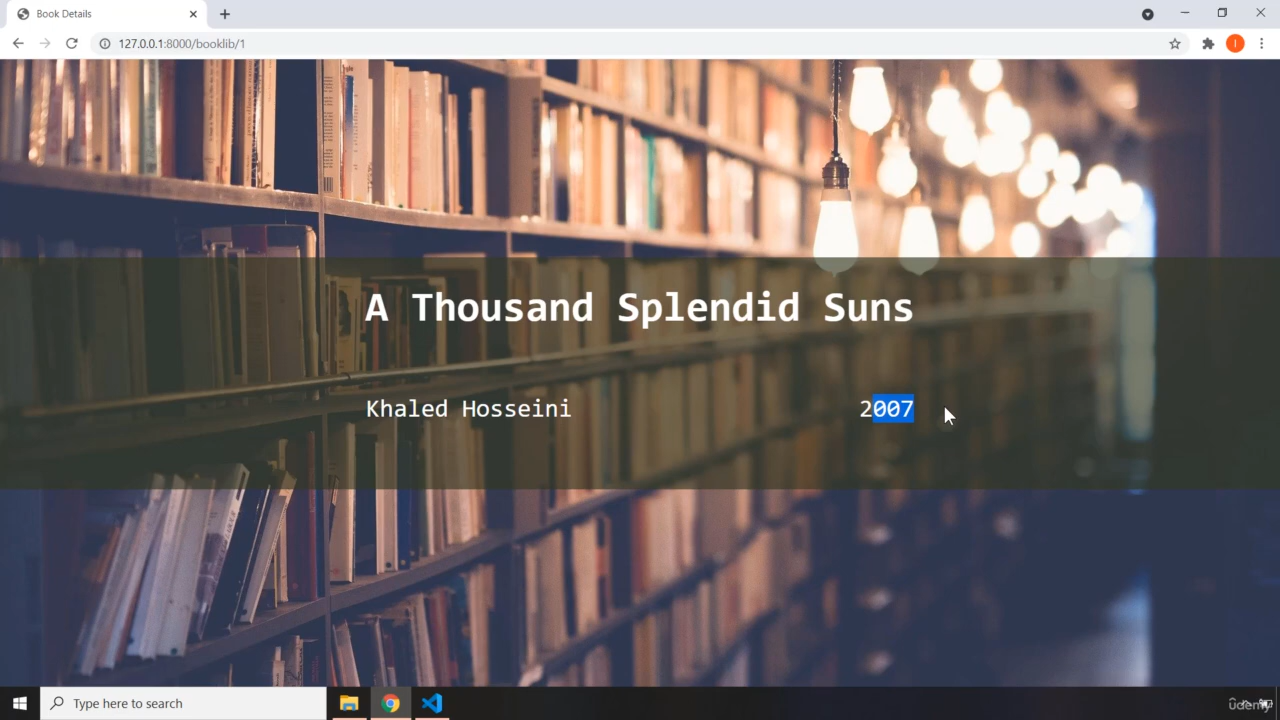 Book Details
127.0.0.1:8000/booklib/1
I
A Thousand Splendid Suns
Khaled Hosseini 2007
Type here to search
udemy